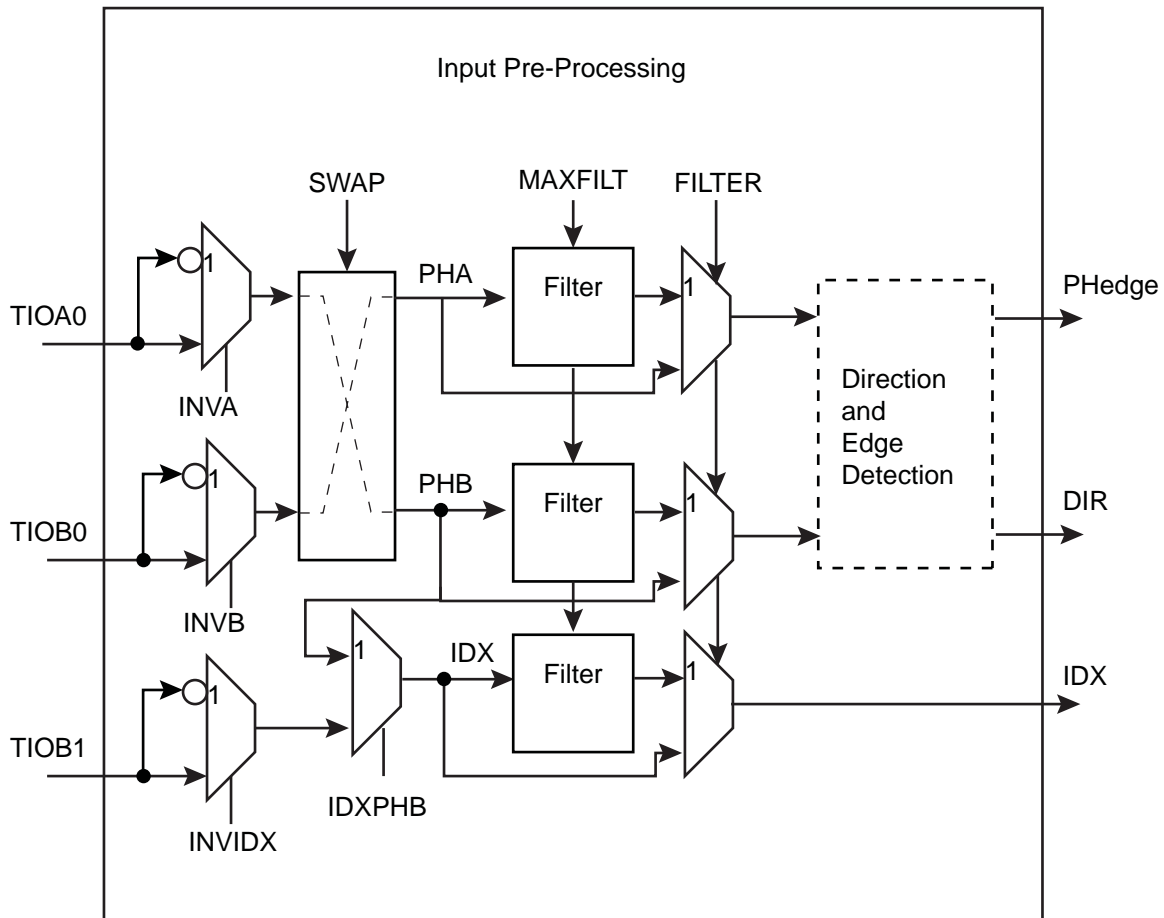 Input Pre-Processing
SWAP
MAXFILT
FILTER
1
PHA
Filter
1
PHedge
TIOA0
Direction
and
Edge
Detection
INVA
1
PHB
Filter
1
DIR
TIOB0
INVB
1
IDX
Filter
1
IDX
1
TIOB1
IDXPHB
INVIDX